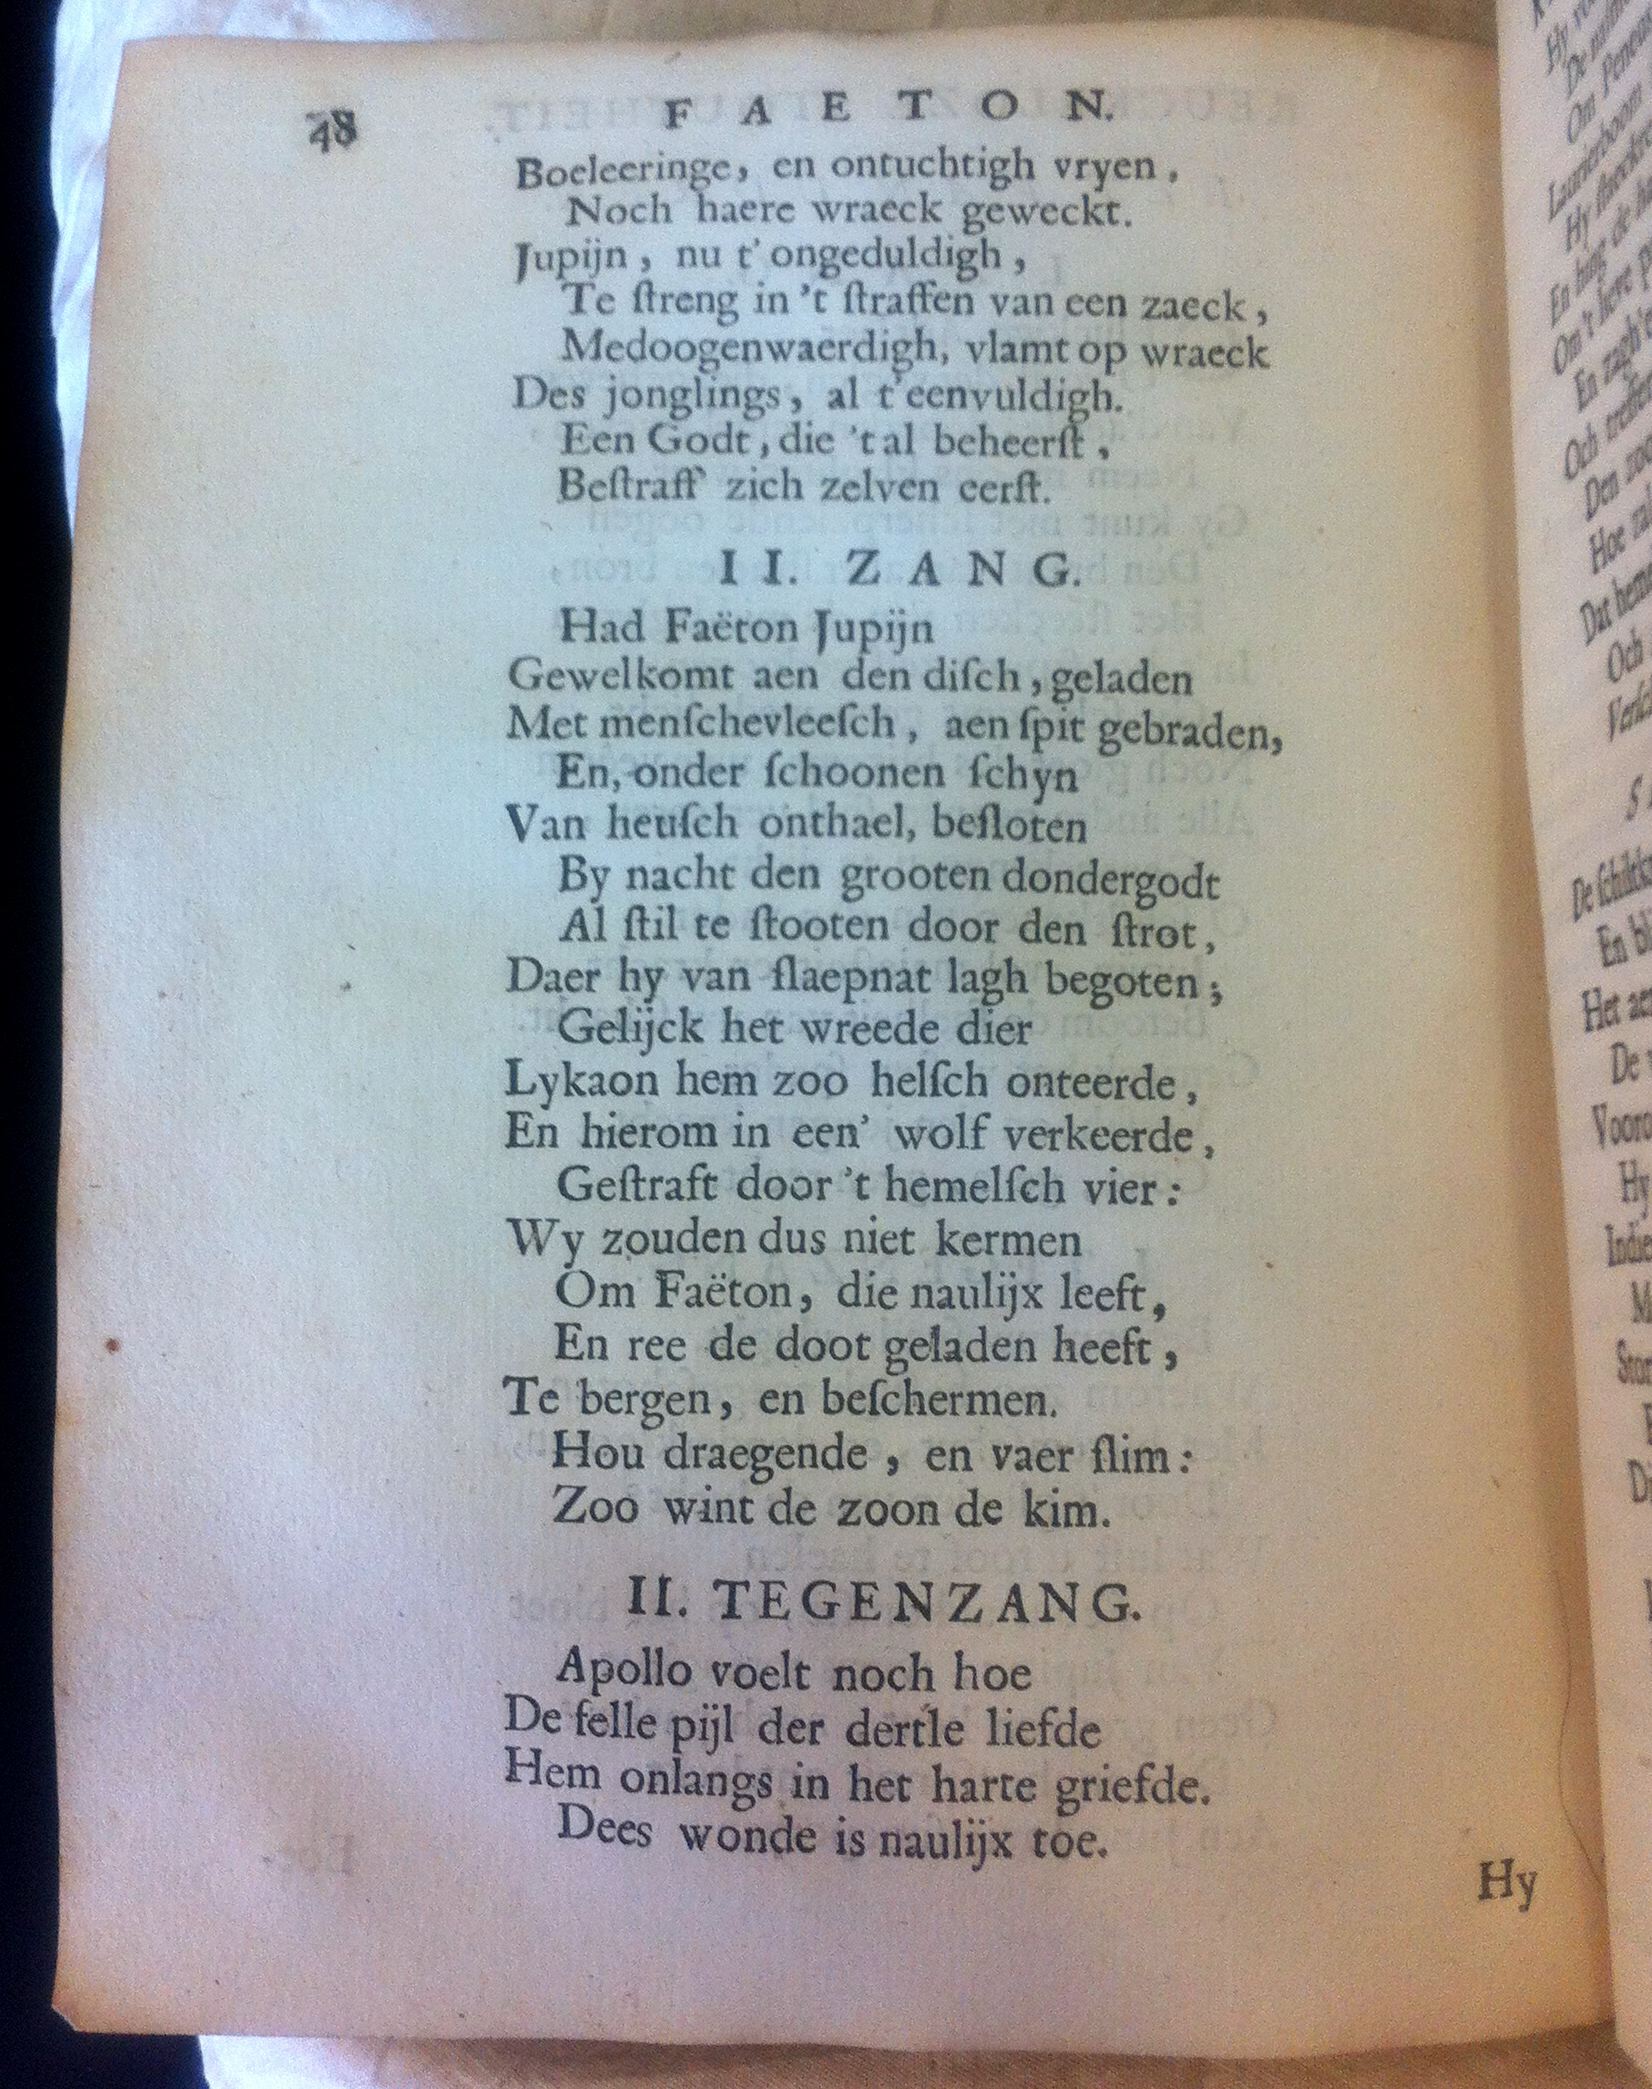 48 FAETON.
Boeleeringe, en ontuchtigh vryen,
Noch haere wraeck geweckt.
Jupijn, nu t' ongeduldigh,
Te ſtreng in 't ſtraffen van een zaeck,
Medoogenwaerdigh, vlamt op wraeck
Des jonglings, al t'eenvuldigh.
Een Godt, die 't al beheerſt,
Beſtraff' zich zelven eerſt.
II. ZANG.
Had Faëton Jupijn
Gewelkomt aen den diſch, geladen
Met menſchevleeſch, aen ſpit gebraden,
En, onder ſchoonen ſchyn
Van heuſch onthael, beſloten
By nacht den grooten dondergodt
Al ſtil te ſtooten door den ſtrot,
Daer hy van ſlaepnat lagh begoten;
Gelijck het wreede dier
Lykaon hem zoo helſch onteerde,
En hierom in een' wolf verkeerde,
Geſtraft door 't hemelſch vier:
Wy zouden dus niet kermen
Om Faëton, die naulijx leeft,
En ree de doot geladen heeft,
Te bergen, en beſchermen.
Hou draegende, en vaer ſlim:
Zoo wint de zoon de kim.
II. TEGENZANG.
Apollo voelt noch hoe
De felle pijl der dertle liefde
Hem onlangs in het harte griefde.
Dees wonde is naulijx toe.
Hy